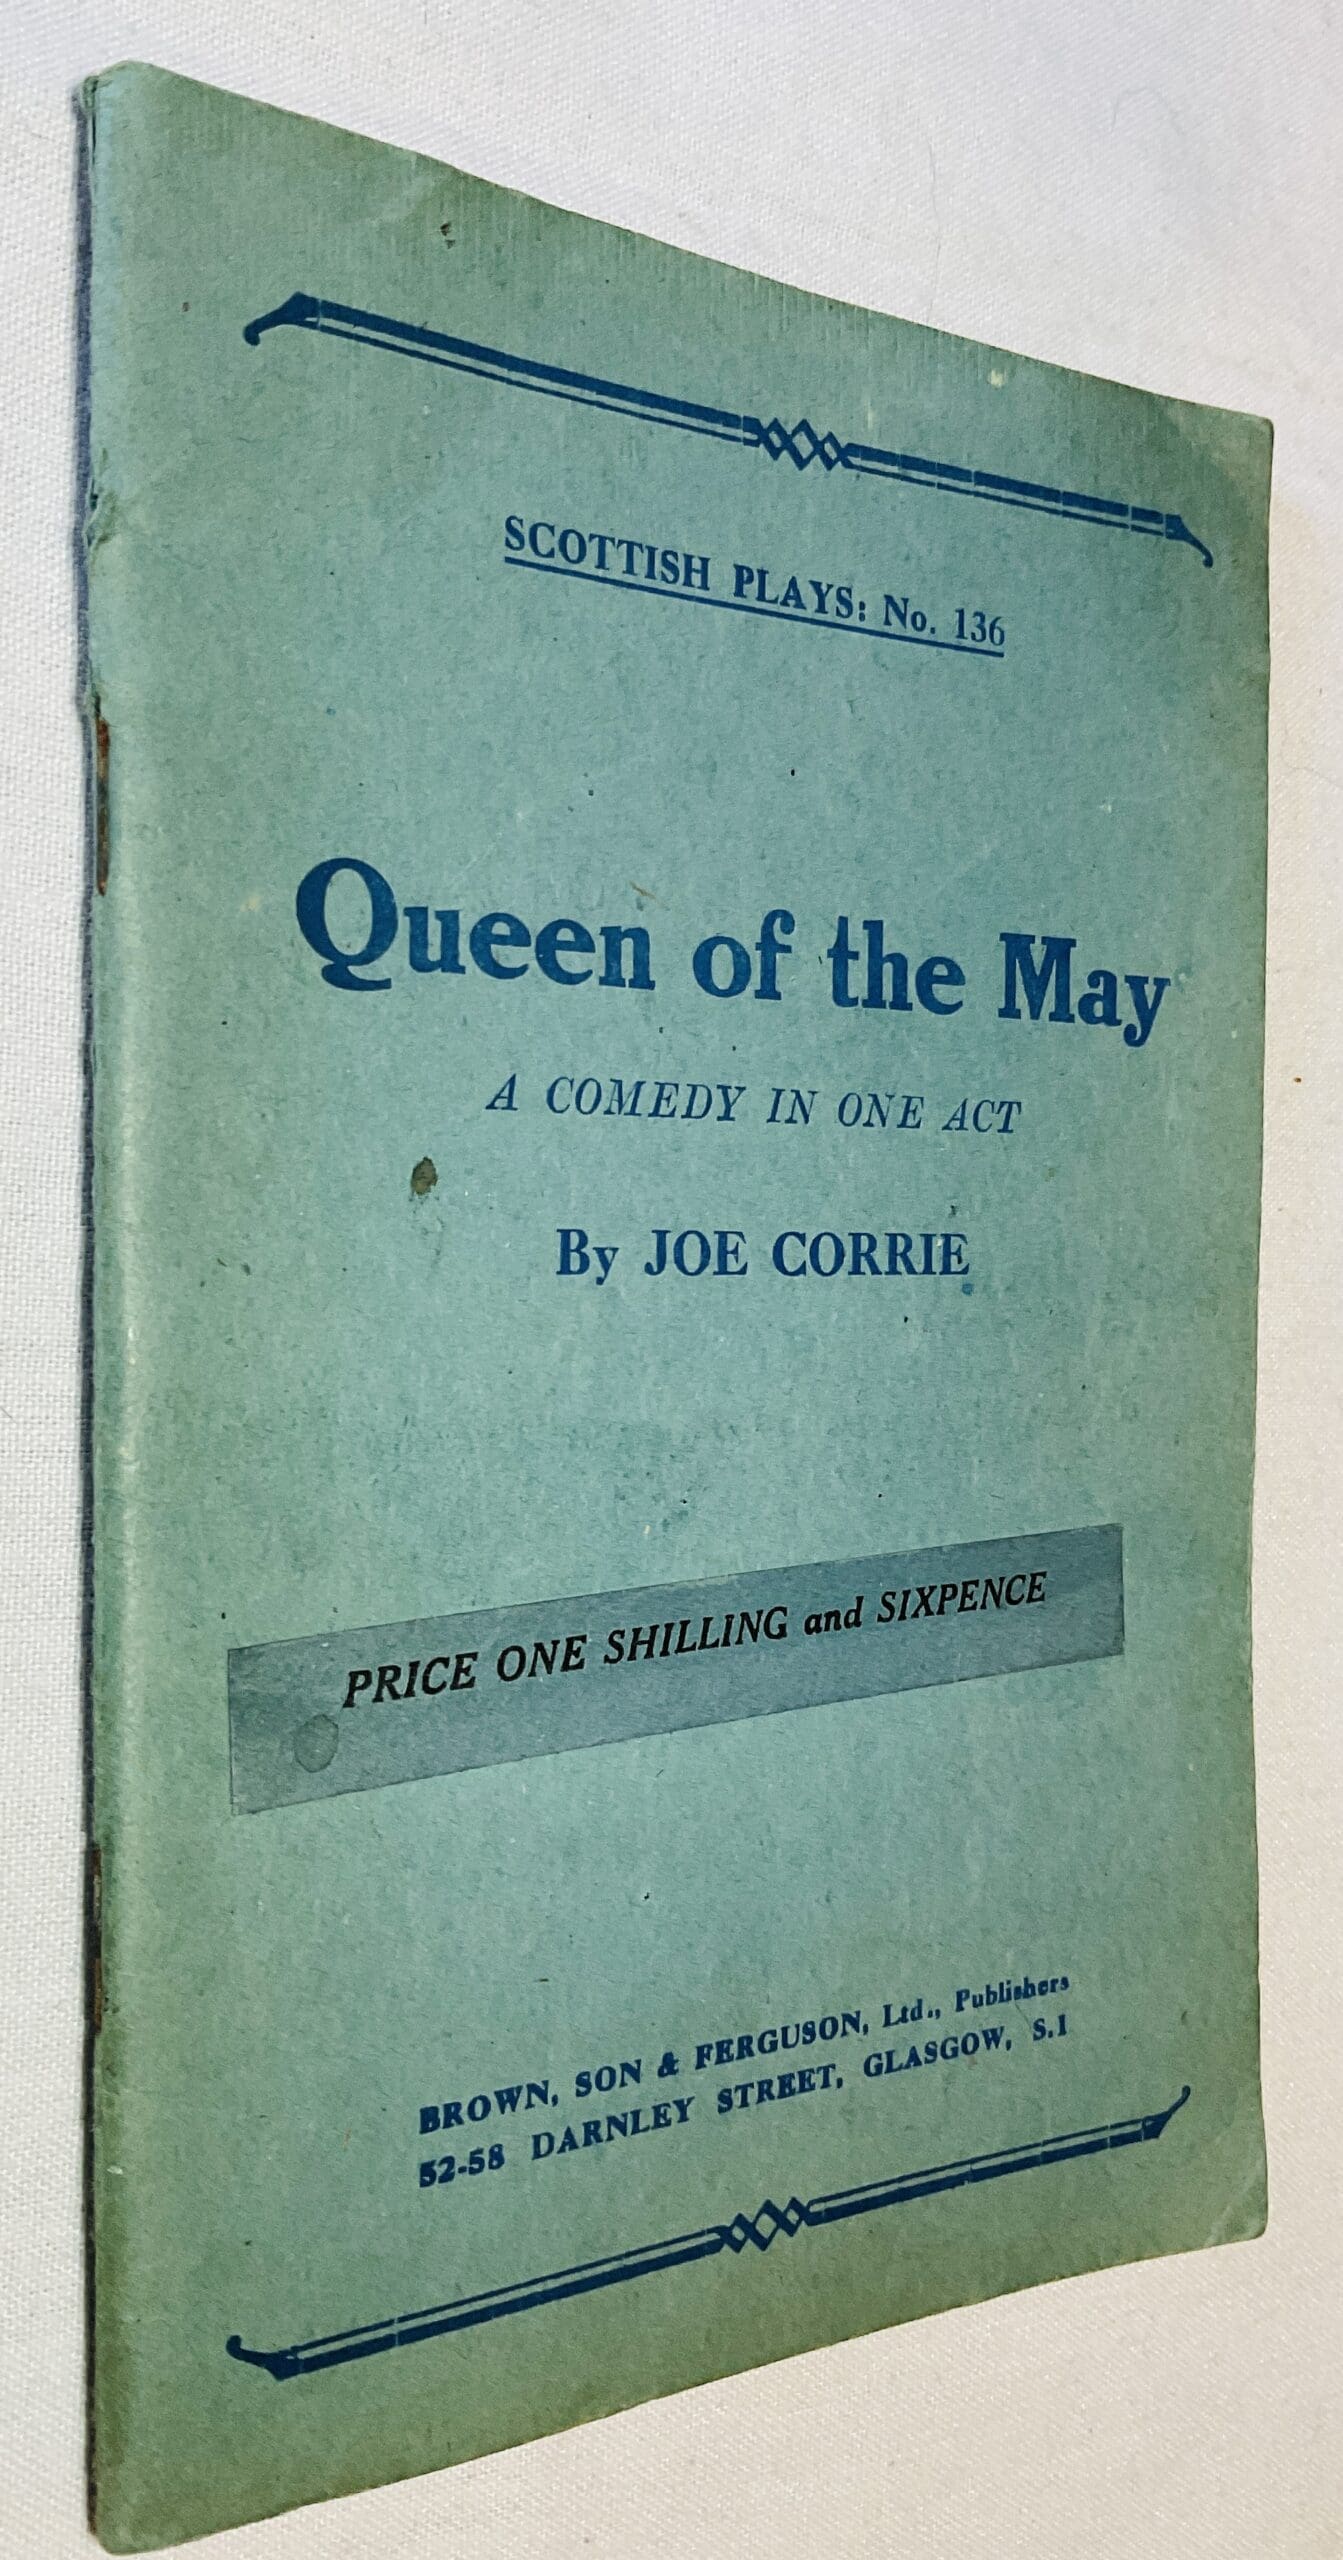 SCOTTISH PLAYS: No. 136
Queen of the May
A COMEDY IN ONE ACT
By JOE CORRIE
PRICE ONE SHILLING and SIXPENCE
BROWN, SON & FERGUSON, Ltd., Publishers
52-58 DARNLEY STREET, GLASGOW, S.1